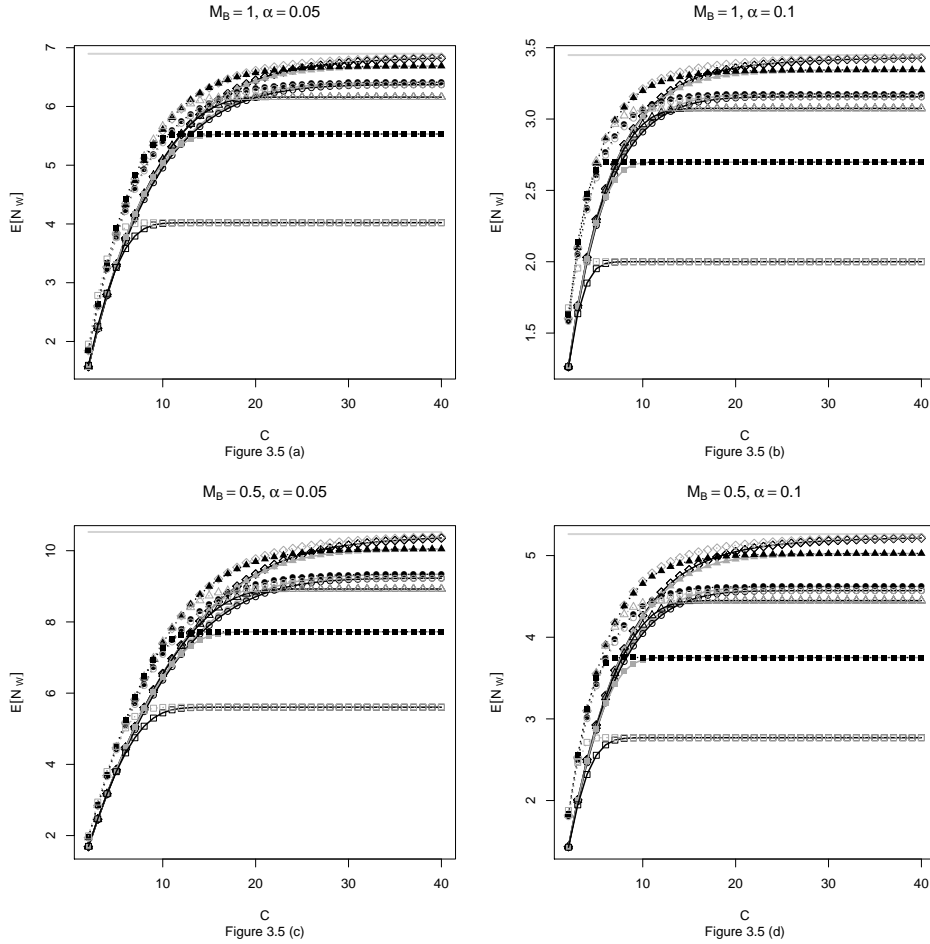 M_B = 1, α = 0.05
E[N_W]
7
6
5
4
3
2
10 20 30 40
C
Figure 3.5 (a)
M_B = 1, α = 0.1
E[N_W]
3.5
3.0
2.5
2.0
1.5
10 20 30 40
C
Figure 3.5 (b)
M_B = 0.5, α = 0.05
E[N_W]
10
8
6
4
2
10 20 30 40
C
Figure 3.5 (c)
M_B = 0.5, α = 0.1
E[N_W]
5
4
3
2
10 20 30 40
C
Figure 3.5 (d)